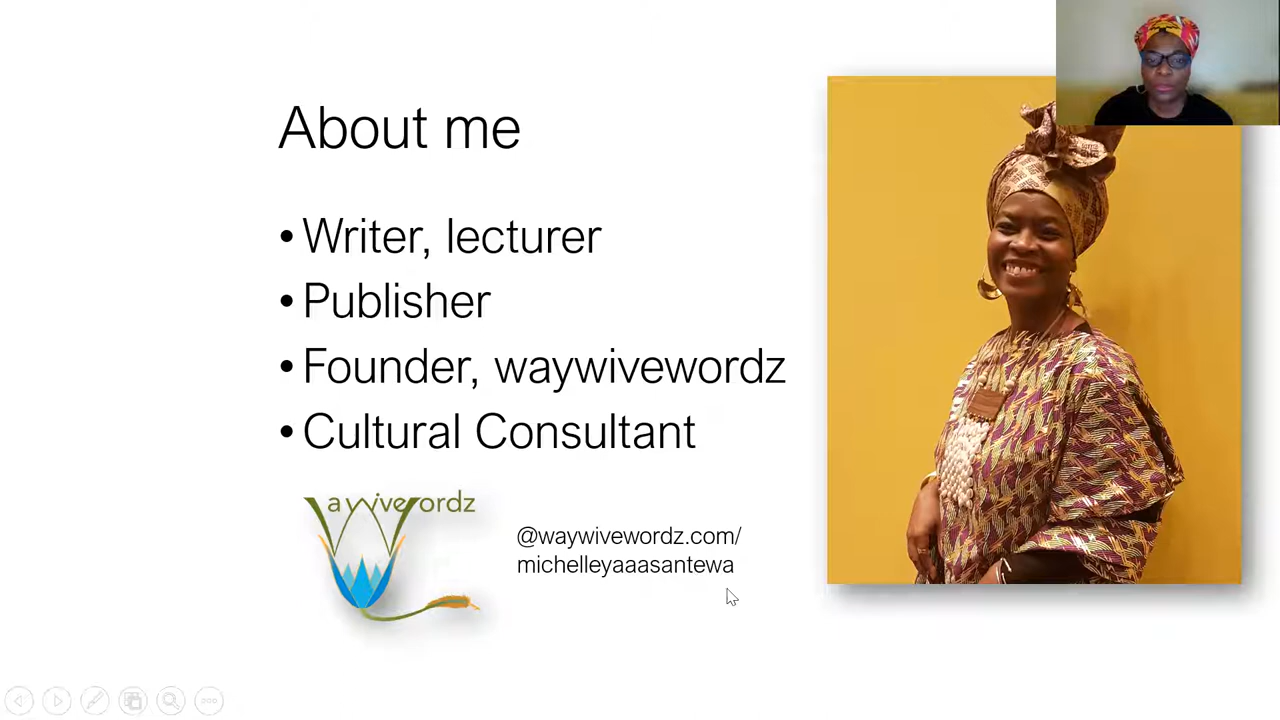 About me
• Writer, lecturer
• Publisher
• Founder, waywivewordz
• Cultural Consultant
waywivewordz
@waywivewordz.com/
michelleyaaasantewa